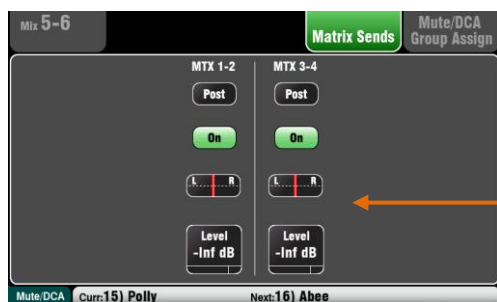 Mix 5-6
Matrix Sends
Mute/DCA
Group Assign
MTX 1-2 MTX 3-4
Post Post
On On
L R L R
Level Level
-Inf dB -Inf dB
Mute/DCA Curr:15) Polly Next:16) Abee